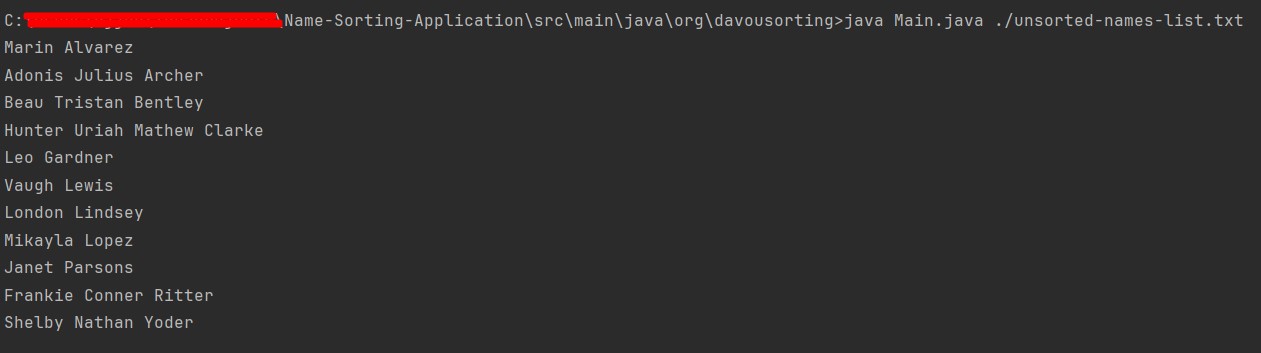 C:\Name-Sorting-Application\src\main\java\org\davousorting>java Main.java ./unsorted-names-list.txt
Marin Alvarez
Adonis Julius Archer
Beau Tristan Bentley
Hunter Uriah Mathew Clarke
Leo Gardner
Vaugh Lewis
London Lindsey
Mikayla Lopez
Janet Parsons
Frankie Conner Ritter
Shelby Nathan Yoder